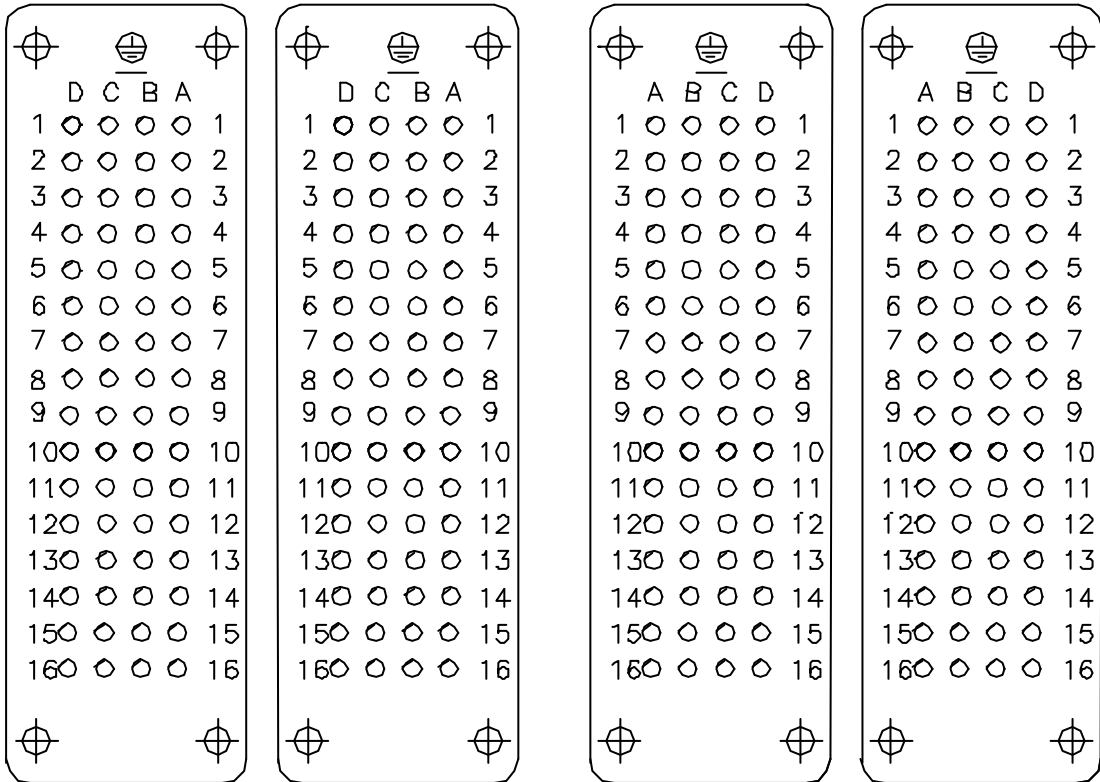 D C B A D C B A A B C D A B C D
1 1 1 1 1 1 1 1
2 2 2 2 2 2 2 2
3 3 3 3 3 3 3 3
4 4 4 4 4 4 4 4
5 5 5 5 5 5 5 5
6 6 6 6 6 6 6 6
7 7 7 7 7 7 7 7
8 8 8 8 8 8 8 8
9 9 9 9 9 9 9 9
10 10 10 10 10 10 10 10
11 11 11 11 11 11 11 11
12 12 12 12 12 12 12 12
13 13 13 13 13 13 13 13
14 14 14 14 14 14 14 14
15 15 15 15 15 15 15 15
16 16 16 16 16 16 16 16